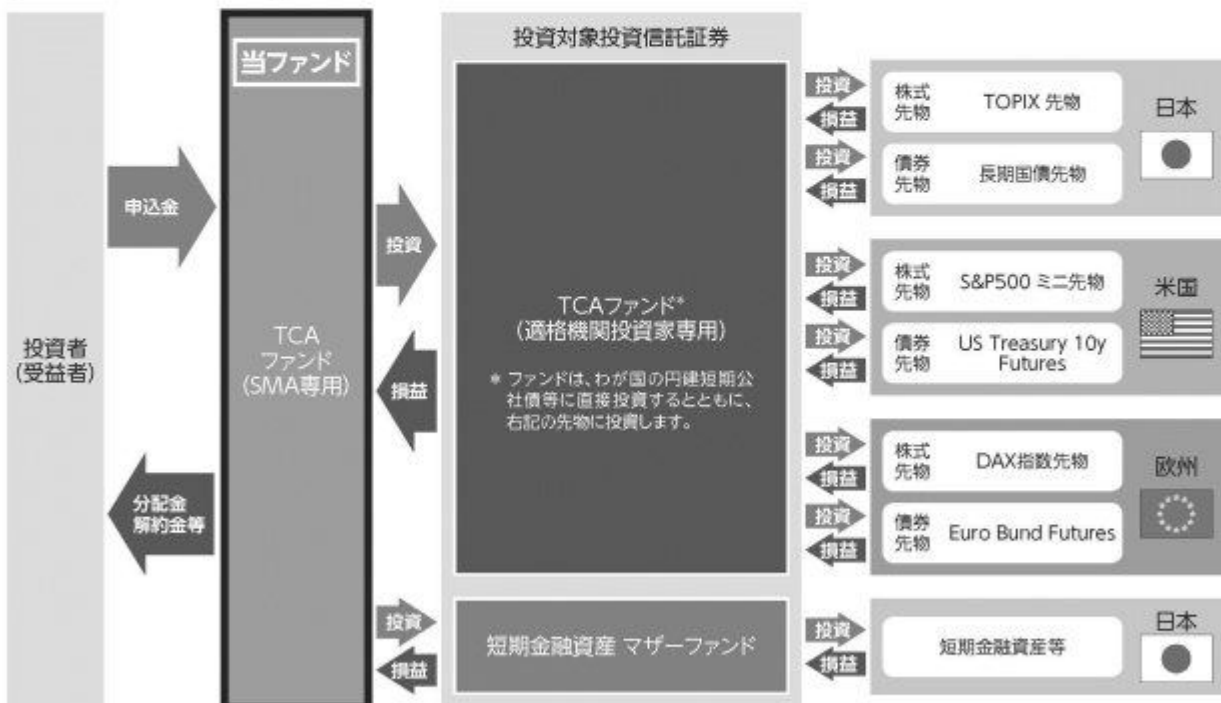 投資者
(受益者)
申込金
分配金
解約金等
当ファンド
TCA
ファンド
(SMA専用)
投資
損益
投資
損益
投資対象投資信託証券
TCAファンド*
(適格機関投資家専用)
* ファンドは、わが国の円建短期公
社債等に直接投資するとともに、
右記の先物に投資します。
短期金融資産 マザーファンド
投資
損益
株式
先物
TOPIX 先物
投資
損益
債券
先物
長期国債先物
日本
投資
損益
株式
先物
S&P500 ミニ先物
投資
損益
債券
先物
US Treasury 10y
Futures
米国
投資
損益
株式
先物
DAX指数先物
投資
損益
債券
先物
Euro Bund Futures
欧州
投資
損益
短期金融資産等
日本